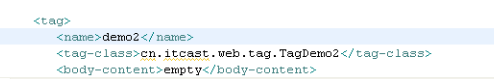 <tag>
<name>demo2</name>
<tag-class>cn.itcast.web.tag.TagDemo2</tag-class>
<body-content>empty</body-content>